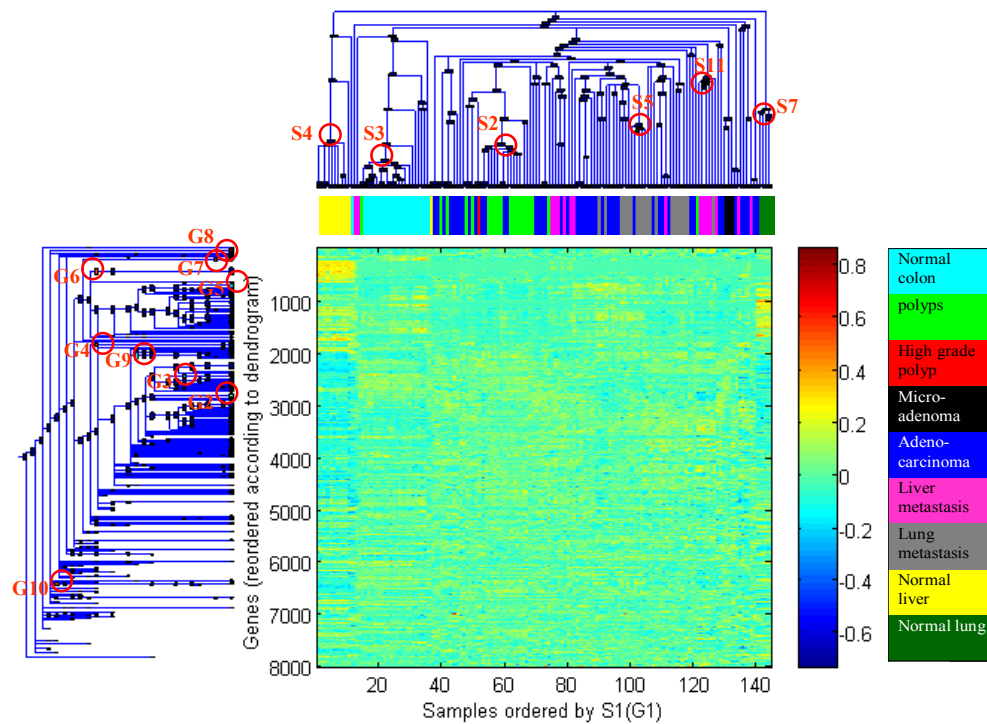 S11
S7
S5
S2
S3
S4
G8
G7
G6
G5
G4
G9
G3
G2
G10
Genes (reordered according to dendrogram)
1000
2000
3000
4000
5000
6000
7000
8000
20
40
60
80
100
120
140
Samples ordered by S1(G1)
0.8
0.6
0.4
0.2
0
-0.2
-0.4
-0.6
Normal
colon
polyps
High grade
polyp
Micro-
adenoma
Adeno-
carcinoma
Liver
metastasis
Lung
metastasis
Normal
liver
Normal lung